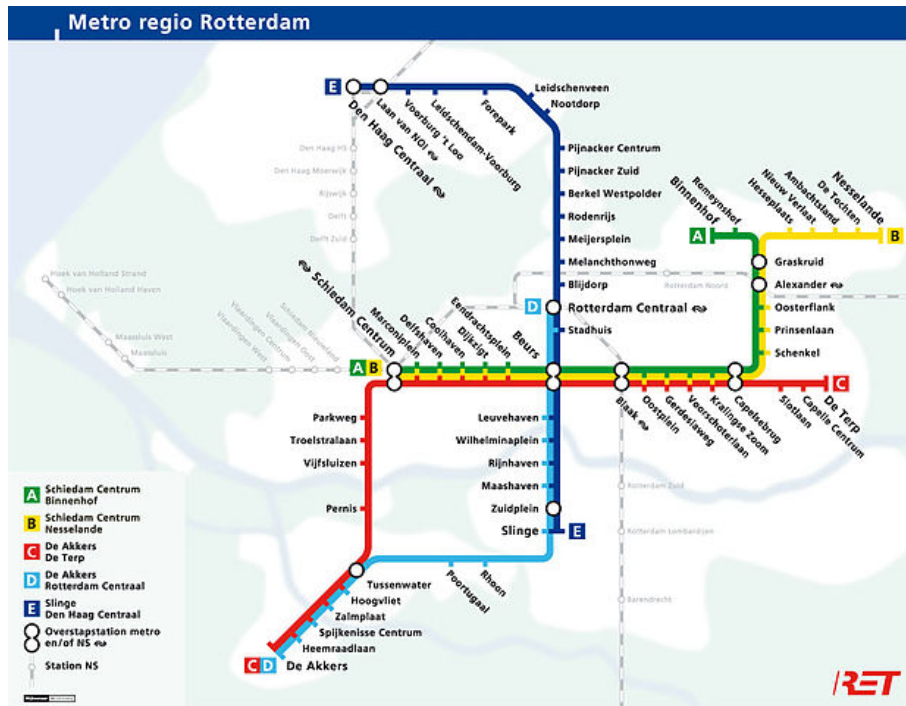 Metro regio Rotterdam
E
Den Haag Centraal
Laan van NOI
Voorburg 't Loo
Leidschendam-Voorburg
Forepark
Leidschenveen
Nootdorp
Pijnacker Centrum
Pijnacker Zuid
Berkel Westpolder
Rodenrijs
Meijersplein
Melanchthonweg
Blijdorp
D
Rotterdam Centraal
Stadhuis
Den Haag HS
Den Haag Moerwijk
Rijswijk
Delft
Delft Zuid
A
Binnenhof
Romeynshof
Hesseplaats
Nieuw Verlaat
Ambachtsland
De Tochten
Nesselande
B
Graskruid
Alexander
Oosterflank
Prinsenlaan
Schenkel
Rotterdam Noord
Hoek van Holland Strand
Hoek van Holland Haven
Maassluis West
Maassluis
Vlaardingen West
Vlaardingen Centrum
Vlaardingen Oost
Schiedam Nieuwland
A B
Schiedam Centrum
Marconiplein
Delfshaven
Coolhaven
Dijkzigt
Eendrachtsplein
Beurs
Blaak
Oostplein
Gerdesiaweg
Voorschoterlaan
Kralingse Zoom
Capelsebrug
Slotlaan
Capelle Centrum
De Terp
C
Parkweg
Troelstralaan
Vijfsluizen
Pernis
Leuvehaven
Wilhelminaplein
Rijnhaven
Maashaven
Zuidplein
Slinge
E
Rotterdam Zuid
Rotterdam Lombardijen
Barendrecht
Tussenwater
Hoogvliet
Zalmplaat
Spijkenisse Centrum
Heemraadlaan
C D
De Akkers
Poortugaal
Rhoon
A
Schiedam Centrum
Binnenhof
B
Schiedam Centrum
Nesselande
C
De Akkers
De Terp
D
De Akkers
Rotterdam Centraal
E
Slinge
Den Haag Centraal
Overstapstation metro
en/of NS
Station NS
RET